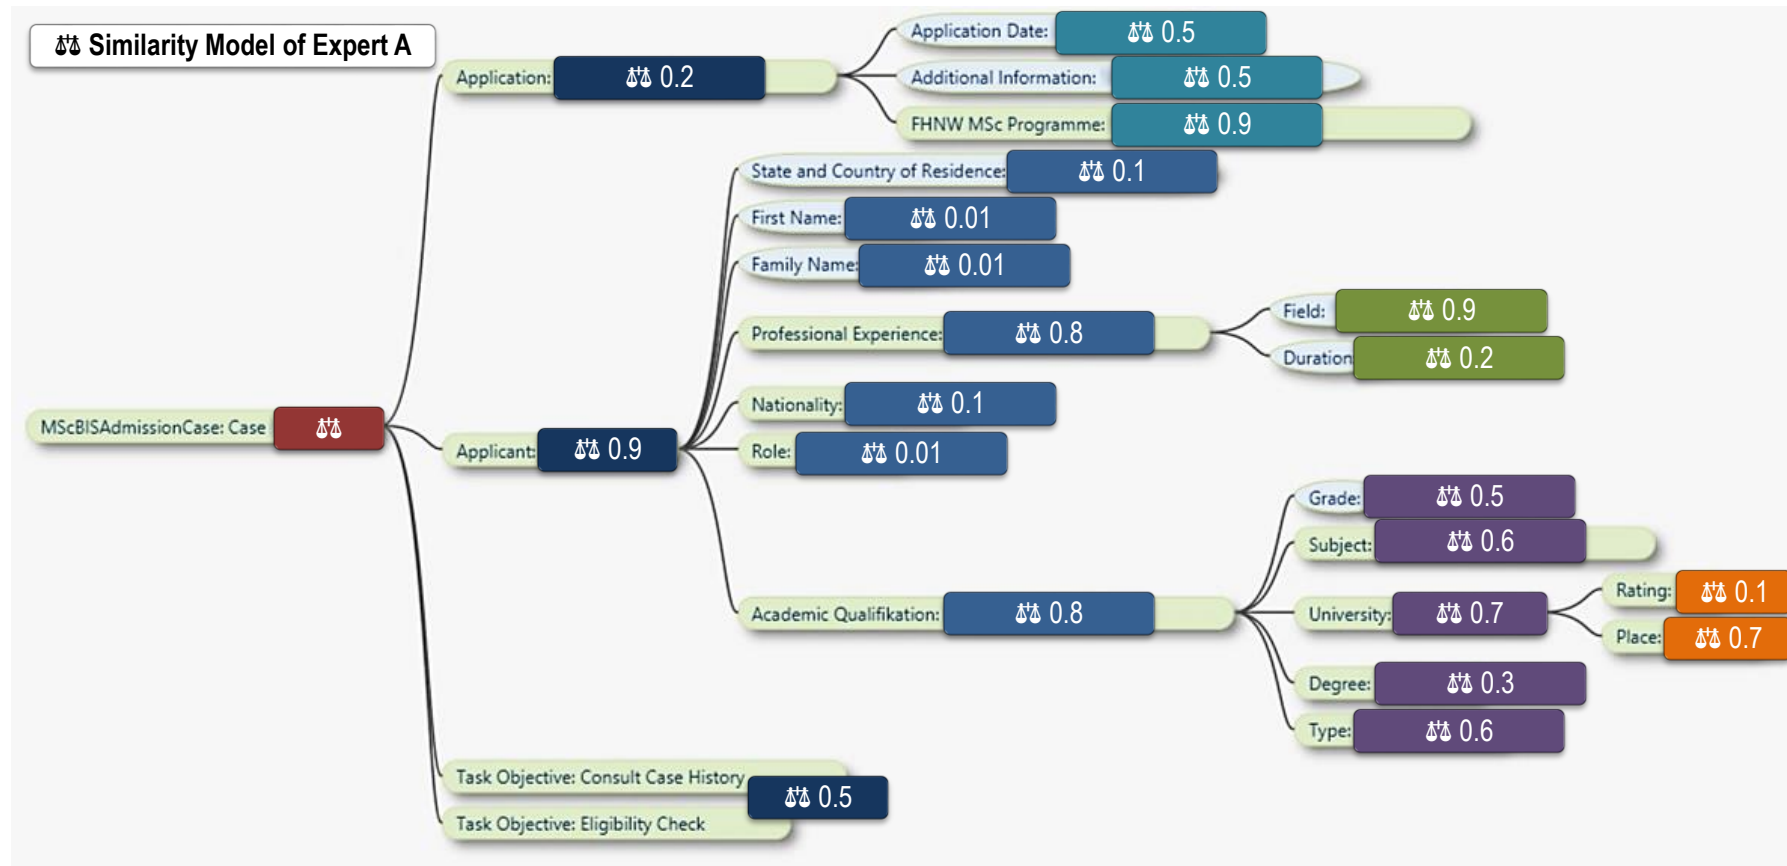 Similarity Model of Expert A
Application: 0.2
Application Date: 0.5
Additional Information: 0.5
FHNW MSc Programme: 0.9
State and Country of Residence: 0.1
First Name: 0.01
Family Name: 0.01
Professional Experience: 0.8
Field: 0.9
Duration 0.2
Nationality: 0.1
MScBISAdmissionCase: Case
Applicant: 0.9
Role: 0.01
Grade: 0.5
Subject: 0.6
Academic Qualifikation: 0.8
University: 0.7
Rating: 0.1
Place: 0.7
Degree: 0.3
Type: 0.6
Task Objective: Consult Case History
0.5
Task Objective: Eligibility Check